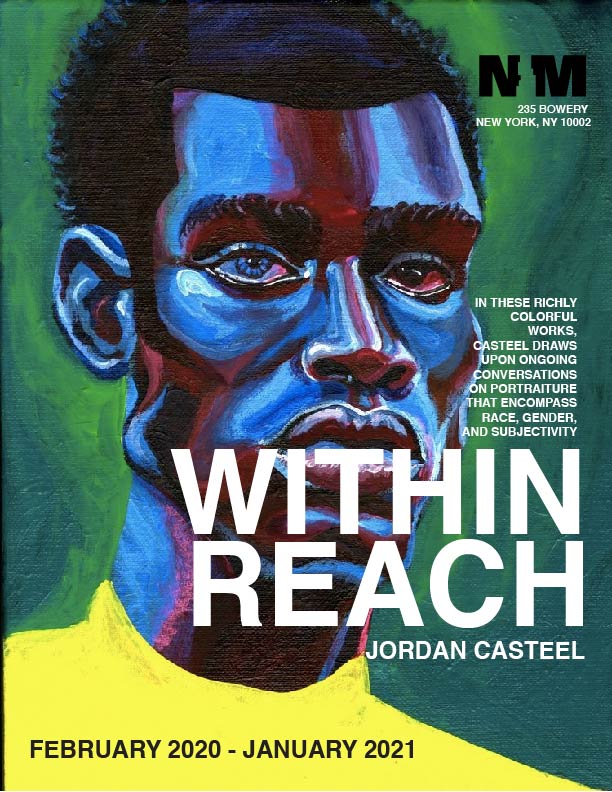 N M
235 BOWERY
NEW YORK, NY 10002
IN THESE RICHLY
COLORFUL
WORKS,
CASTEEL DRAWS
UPON ONGOING
CONVERSATIONS
ON PORTRAITURE
THAT ENCOMPASS
RACE, GENDER,
AND SUBJECTIVITY
WITHIN
REACH
JORDAN CASTEEL
FEBRUARY 2020 - JANUARY 2021